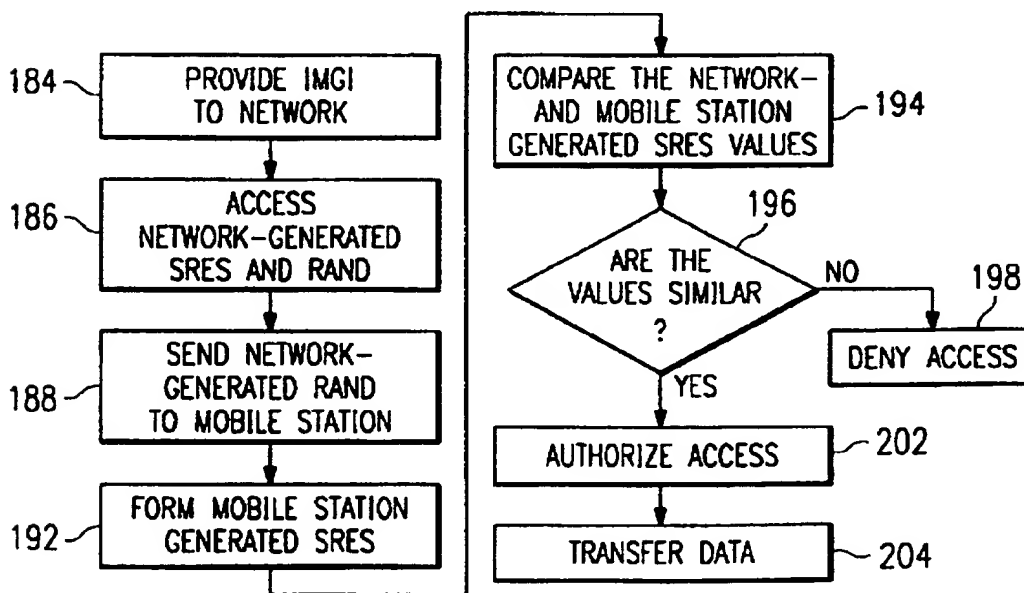 184
PROVIDE IMGI
TO NETWORK
186
ACCESS
NETWORK-GENERATED
SRES AND RAND
188
SEND NETWORK-
GENERATED RAND
TO MOBILE STATION
192
FORM MOBILE STATION
GENERATED SRES
COMPARE THE NETWORK-
AND MOBILE STATION
GENERATED SRES VALUES
194
196
ARE THE
VALUES SIMILAR
?
NO
198
DENY ACCESS
YES
AUTHORIZE ACCESS
202
TRANSFER DATA
204